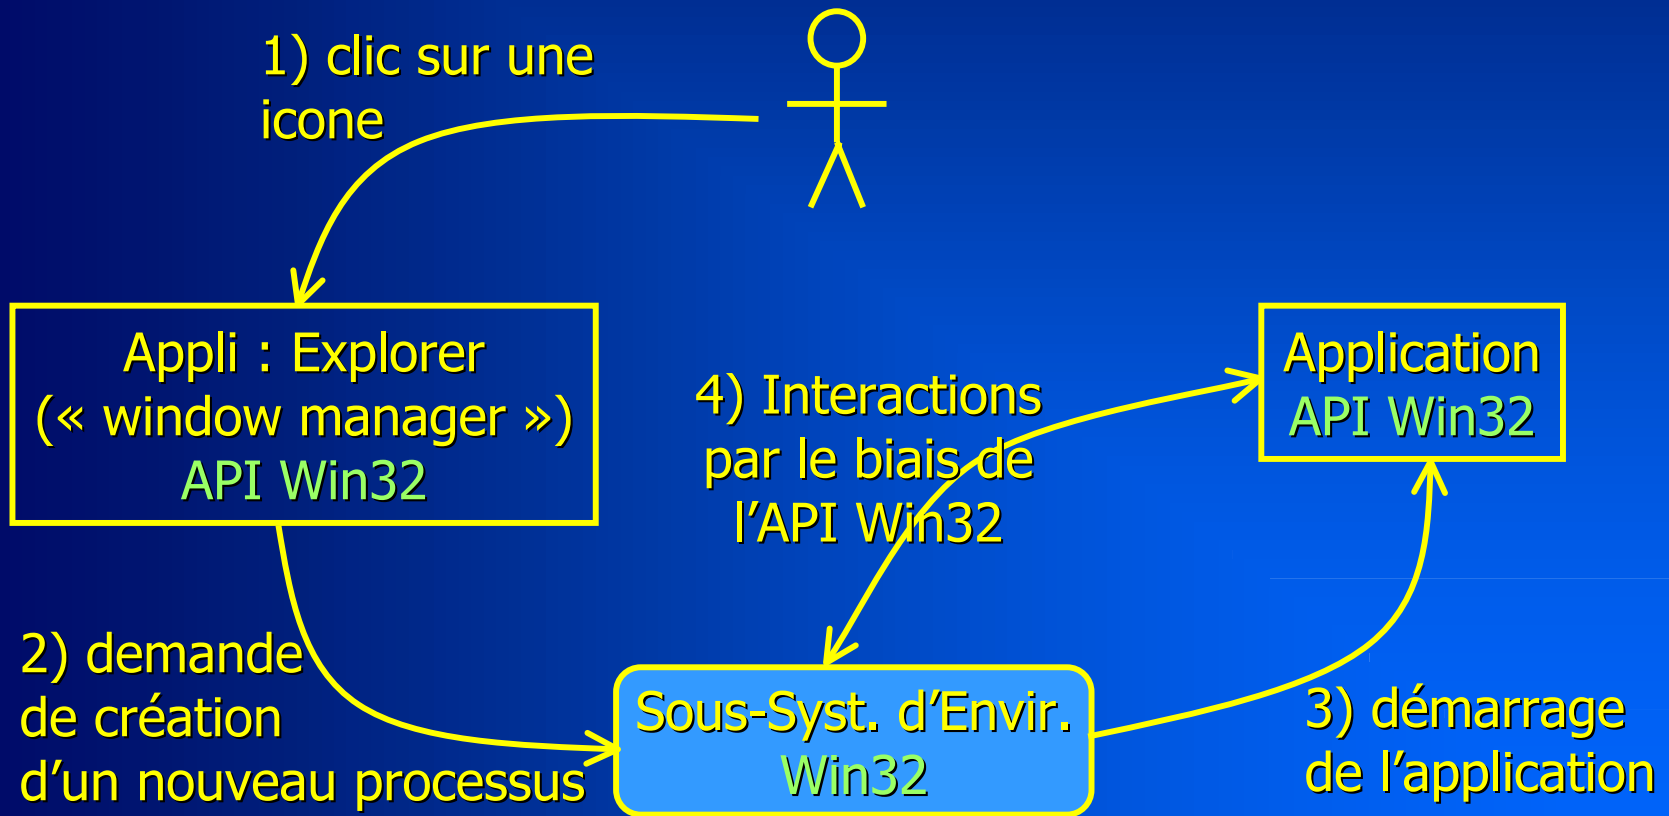 1) clic sur une
icone
Appli : Explorer
(« window manager »)
API Win32
4) Interactions
par le biais de
l’API Win32
Application
API Win32
2) demande
de création
d’un nouveau processus
Sous-Syst. d’Envir.
Win32
3) démarrage
de l’application